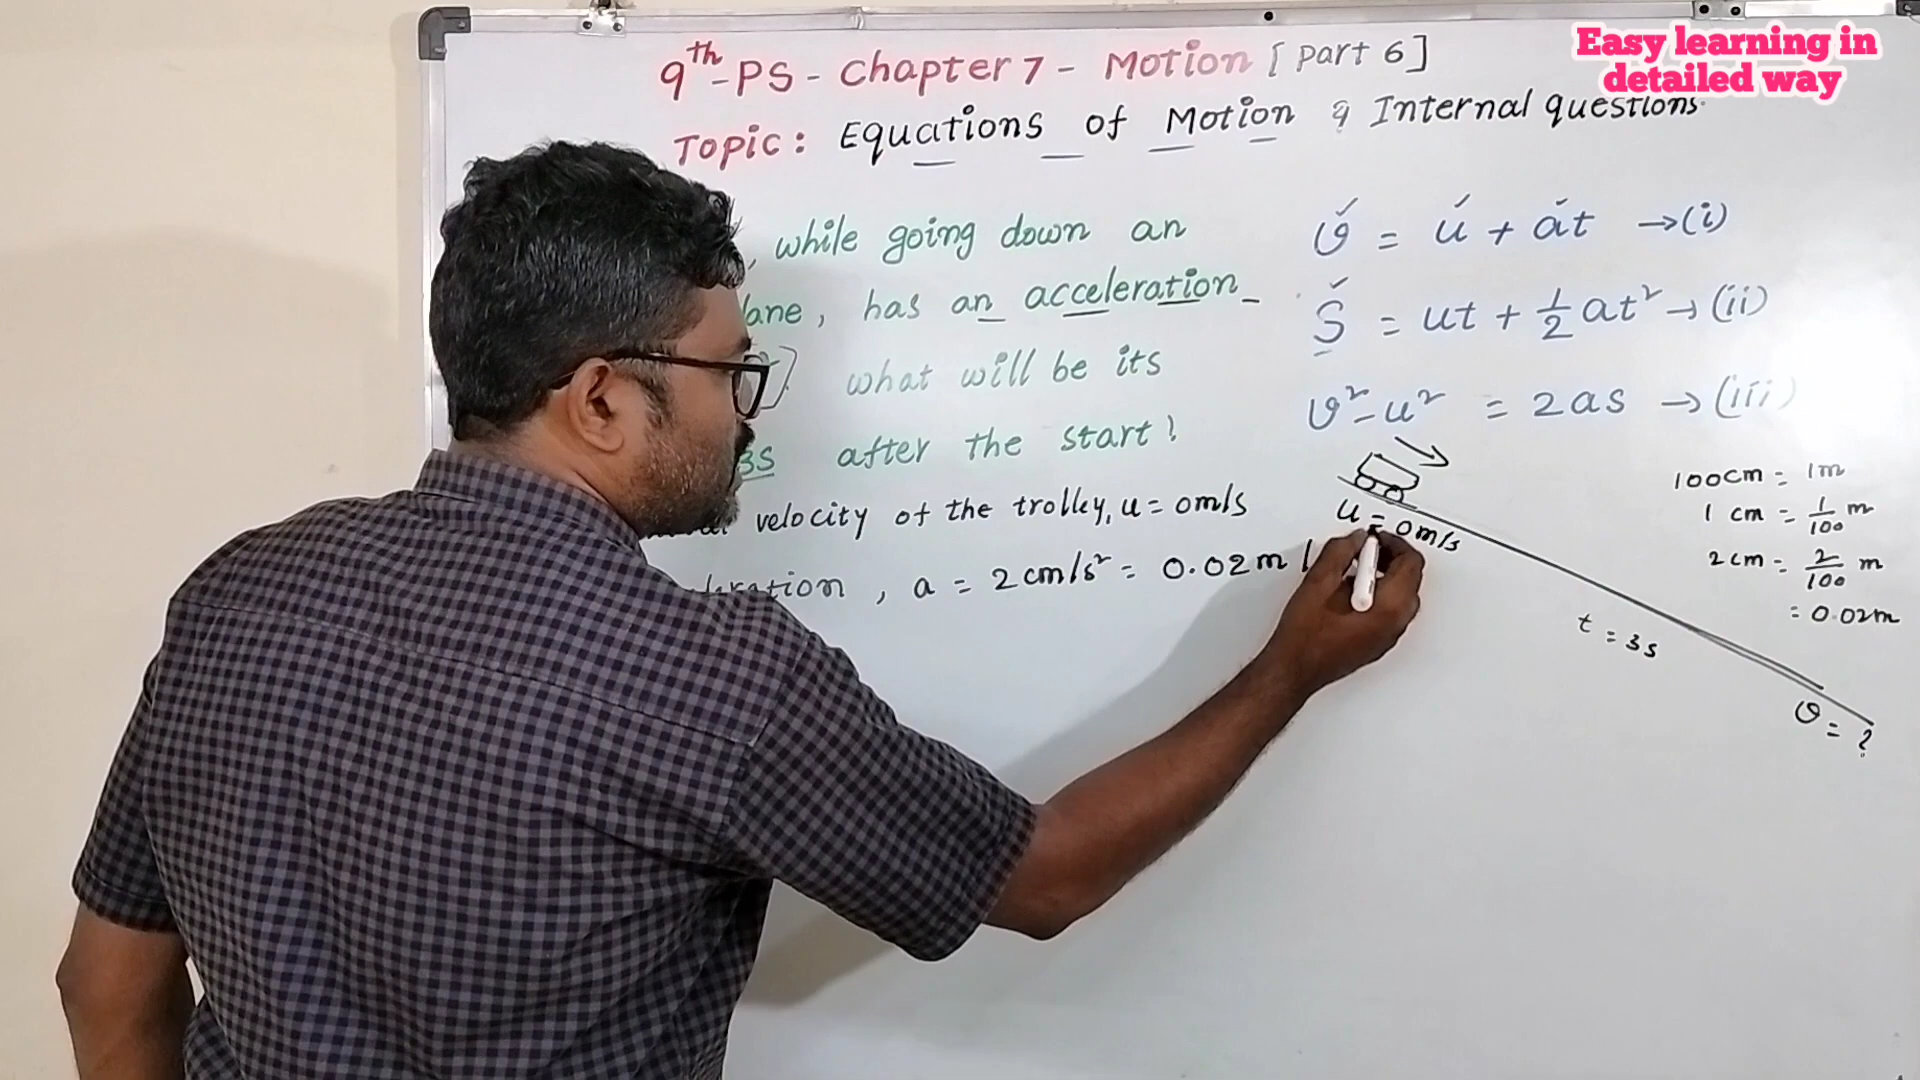 Easy learning in
detailed way
9th - PS - Chapter 7 - Motion [ part 6 ]
Topic: Equations of Motion & Internal questions.
, while going down an
lane, has an acceleration
what will be its
3s after the start?
velocity of the trolley, u = 0m/s
, a = 2cm/s² = 0.02m /
v = u + at → (i)
S = ut + 1/2 at² → (ii)
v² - u² = 2as → (iii)
u = 0m/s
t = 3s
v = ?
100cm = 1m
1 cm = 1/100 m
2cm = 2/100 m
= 0.02m